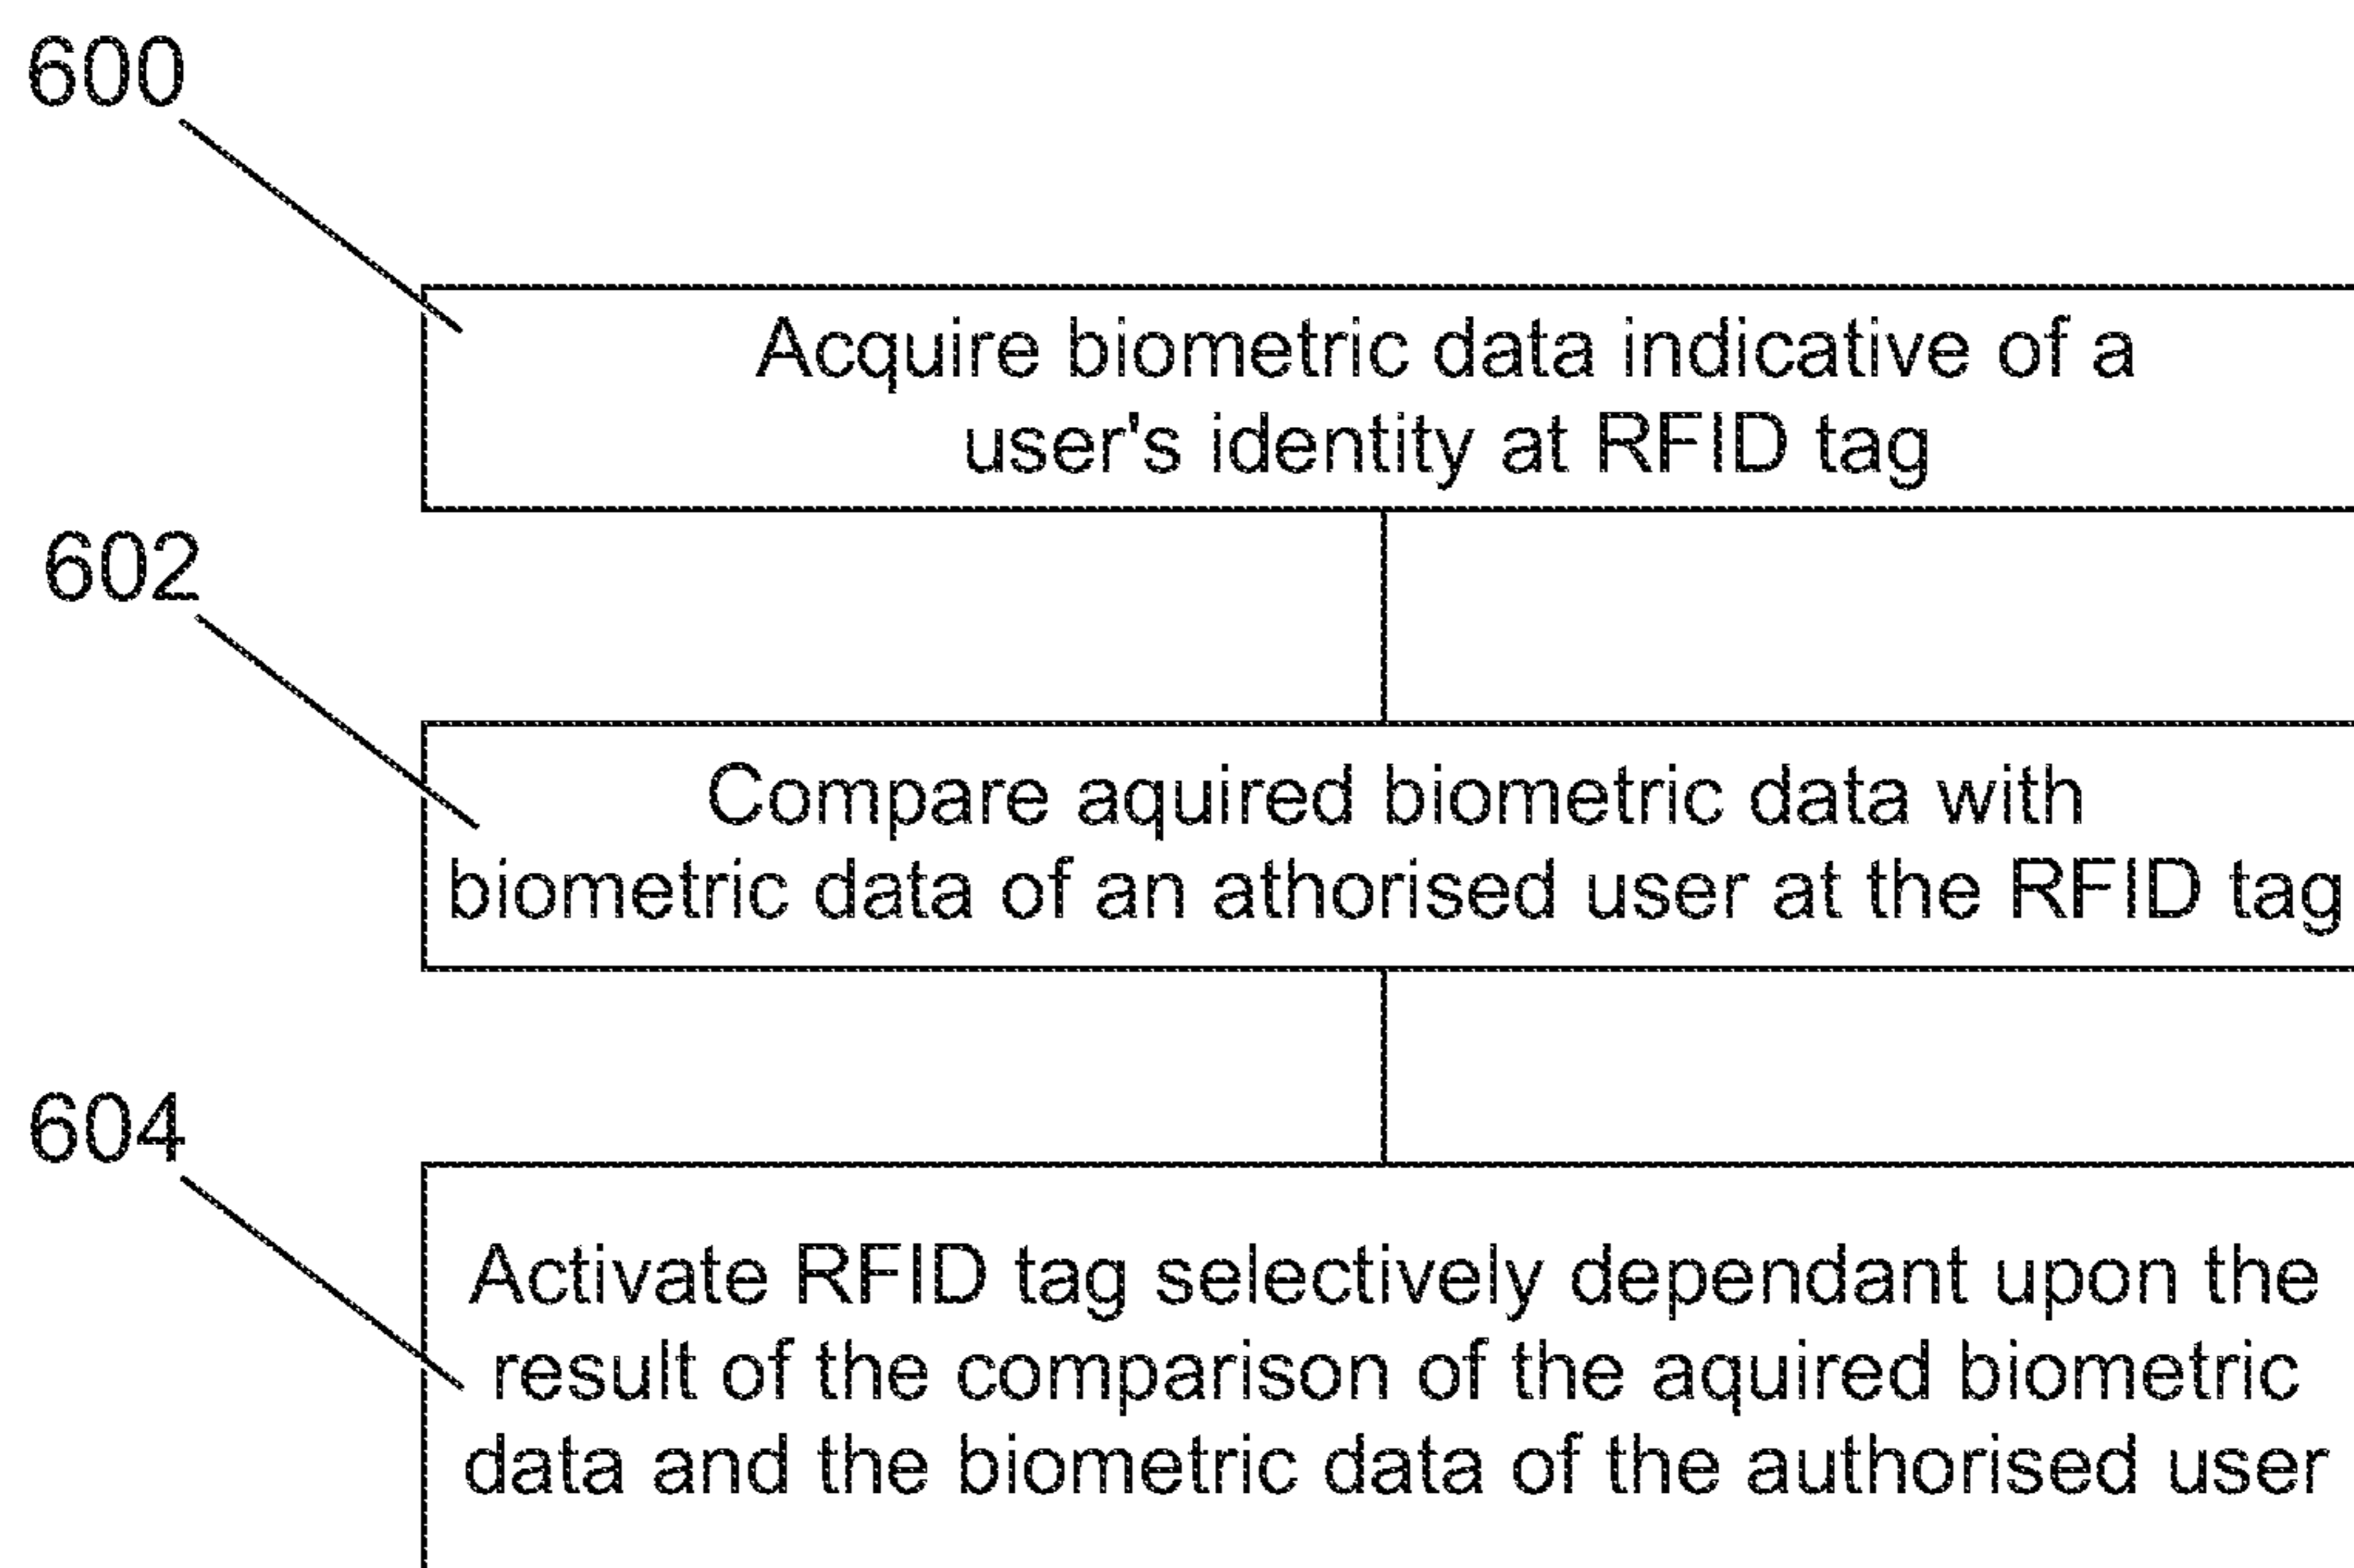 600
Acquire biometric data indicative of a
user's identity at RFID tag
602
Compare aquired biometric data with
biometric data of an athorised user at the RFID tag
604
Activate RFID tag selectively dependant upon the
result of the comparison of the aquired biometric
data and the biometric data of the authorised user